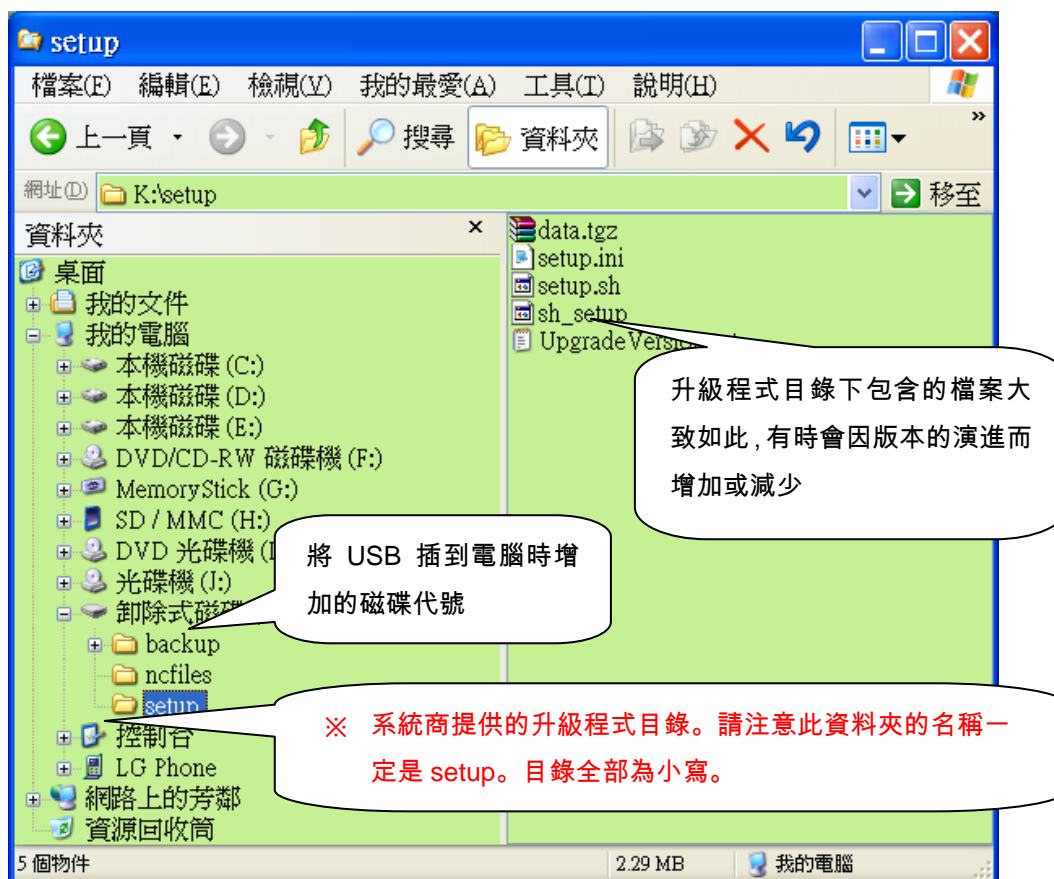 setup
檔案(F) 編輯(E) 檢視(V) 我的最愛(A) 工具(T) 說明(H)
上一頁 搜尋 資料夾 »
網址(D) K:\setup 移至
資料夾 ×
桌面
我的文件
我的電腦
本機磁碟 (C:)
本機磁碟 (D:)
本機磁碟 (E:)
DVD/CD-RW 磁碟機 (F:)
MemoryStick (G:)
SD / MMC (H:)
DVD 光碟機
光碟機 (J:)
卸除式磁碟
backup
ncfiles
setup
控制台
LG Phone
網路上的芳鄰
資源回收筒
data.tgz
setup.ini
setup.sh
sh_setup
升級程式目錄下包含的檔案大
致如此,有時會因版本的演進而
增加或減少
將 USB 插到電腦時增
加的磁碟代號
※ 系統商提供的升級程式目錄。請注意此資料夾的名稱一
定是 setup。目錄全部為小寫。
5 個物件 2.29 MB 我的電腦